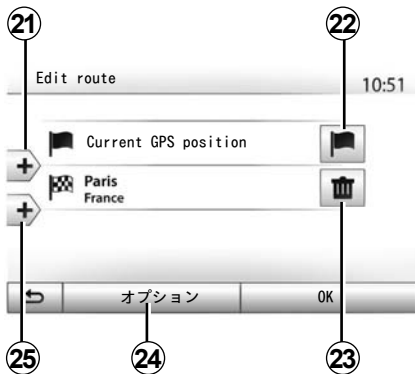 21 22
Edit route 10:51
Current GPS position
Paris
France
オプション OK
25 24 23